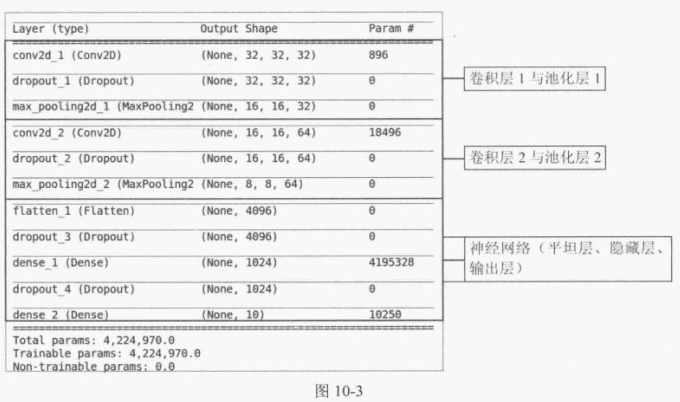 Layer (type) Output Shape Param #
conv2d_1 (Conv2D) (None, 32, 32, 32) 896
dropout_1 (Dropout) (None, 32, 32, 32) 0
max_pooling2d_1 (MaxPooling2 (None, 16, 16, 32) 0
conv2d_2 (Conv2D) (None, 16, 16, 64) 18496
dropout_2 (Dropout) (None, 16, 16, 64) 0
max_pooling2d_2 (MaxPooling2 (None, 8, 8, 64) 0
flatten_1 (Flatten) (None, 4096) 0
dropout_3 (Dropout) (None, 4096) 0
dense_1 (Dense) (None, 1024) 4195328
dropout_4 (Dropout) (None, 1024) 0
dense_2 (Dense) (None, 10) 10250
Total params: 4,224,970.0
Trainable params: 4,224,970.0
Non-trainable params: 0.0
卷积层 1 与池化层 1
卷积层 2 与池化层 2
神经网络（平坦层、隐藏层、
输出层）
图 10-3